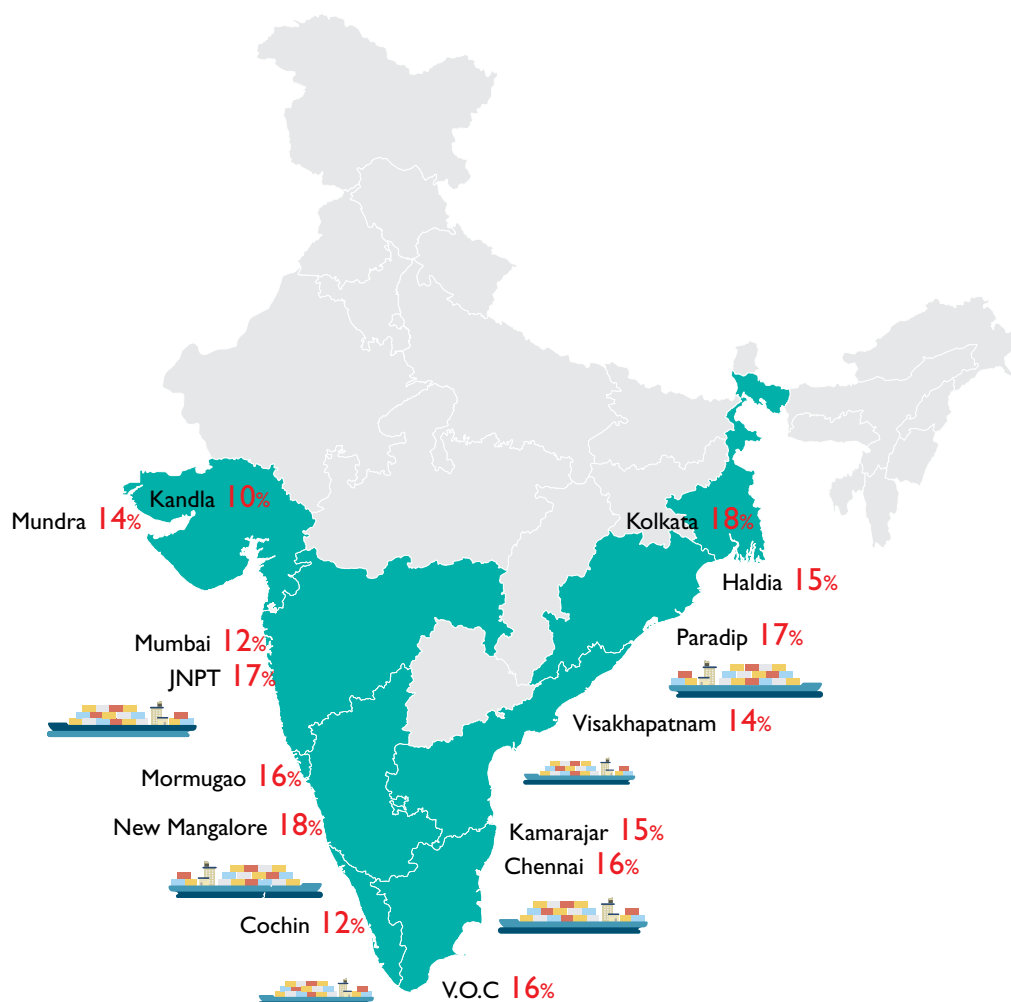 Kandla 10%
Mundra 14%
Kolkata 18%
Haldia 15%
Mumbai 12%
Paradip 17%
JNPT 17%
Visakhapatnam 14%
Mormugao 16%
New Mangalore 18%
Kamarajar 15%
Chennai 16%
Cochin 12%
V.O.C 16%